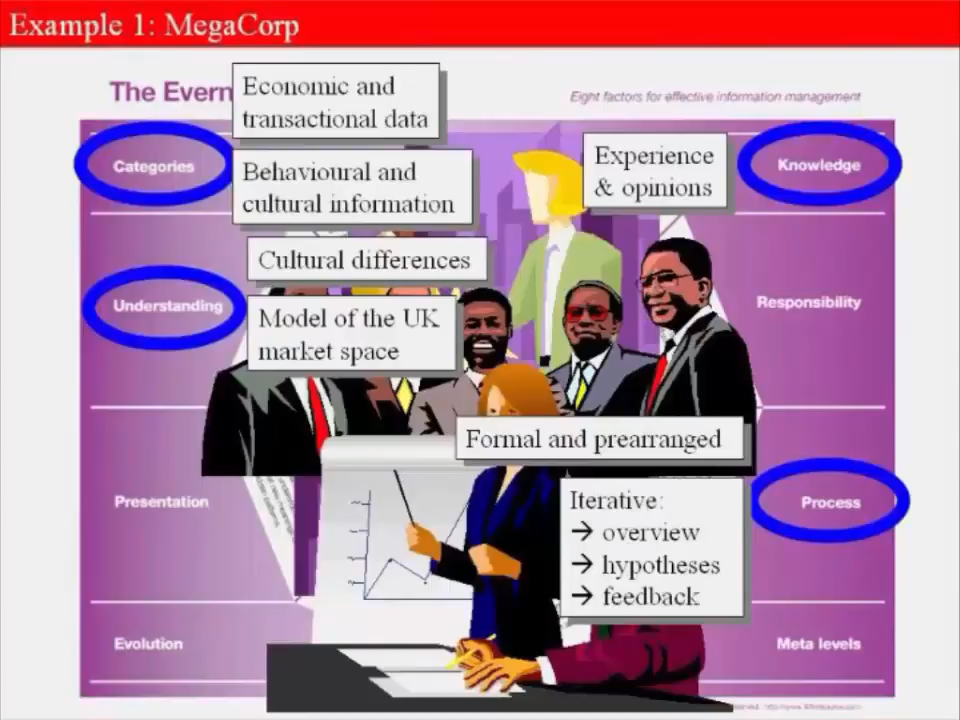 Example 1: MegaCorp
The Evern
Eight factors for effective information management
Economic and
transactional data
Categories
Behavioural and
cultural information
Experience
& opinions
Knowledge
Cultural differences
Understanding
Model of the UK
market space
Responsibility
Formal and prearranged
Presentation
Iterative:
→ overview
→ hypotheses
→ feedback
Process
Evolution
Meta levels